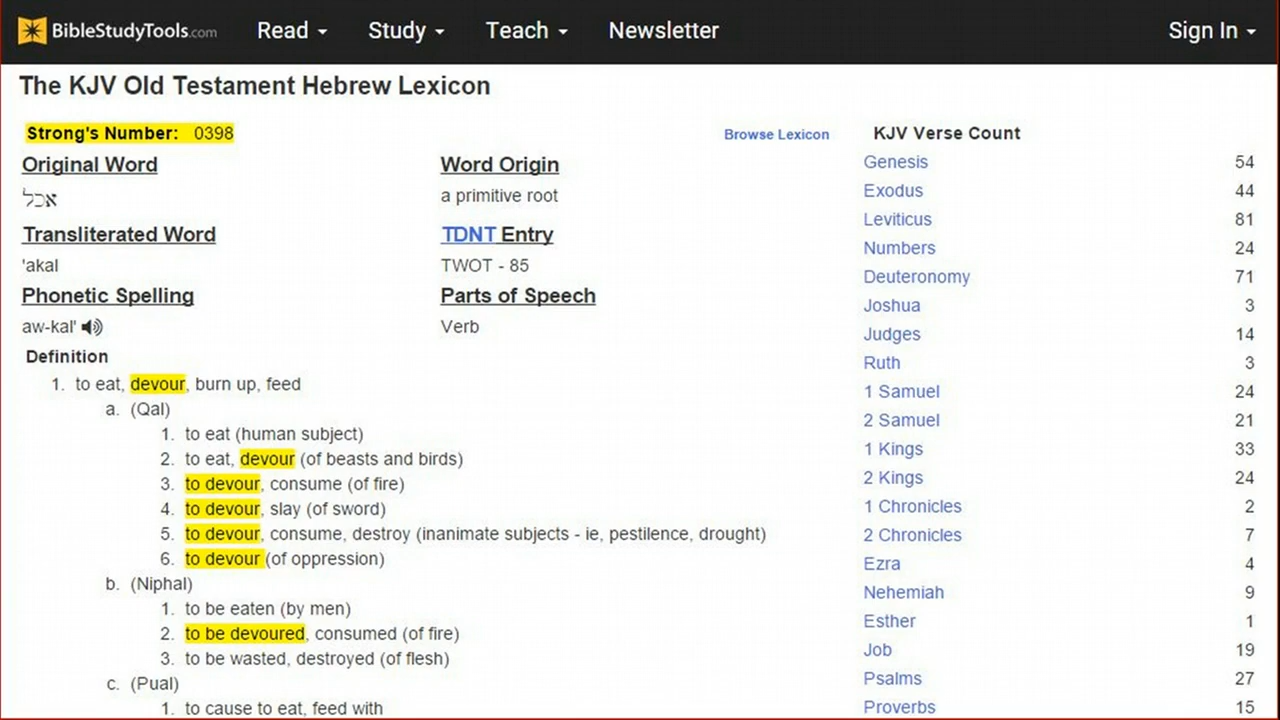 BIBLESTUDYTOOLS.com Read Study Teach Newsletter Sign In
The KJV Old Testament Hebrew Lexicon
Strong's Number: 0398 Browse Lexicon
Original Word Word Origin
אכל a primitive root
Transliterated Word TDNT Entry
'akal TWOT - 85
Phonetic Spelling Parts of Speech
aw-kal' Verb
Definition
1. to eat, devour, burn up, feed
a. (Qal)
1. to eat (human subject)
2. to eat, devour (of beasts and birds)
3. to devour, consume (of fire)
4. to devour, slay (of sword)
5. to devour, consume, destroy (inanimate subjects - ie, pestilence, drought)
6. to devour (of oppression)
b. (Niphal)
1. to be eaten (by men)
2. to be devoured, consumed (of fire)
3. to be wasted, destroyed (of flesh)
c. (Pual)
1. to cause to eat, feed with
KJV Verse Count
Genesis 54
Exodus 44
Leviticus 81
Numbers 24
Deuteronomy 71
Joshua 3
Judges 14
Ruth 3
1 Samuel 24
2 Samuel 21
1 Kings 33
2 Kings 24
1 Chronicles 2
2 Chronicles 7
Ezra 4
Nehemiah 9
Esther 1
Job 19
Psalms 27
Proverbs 15